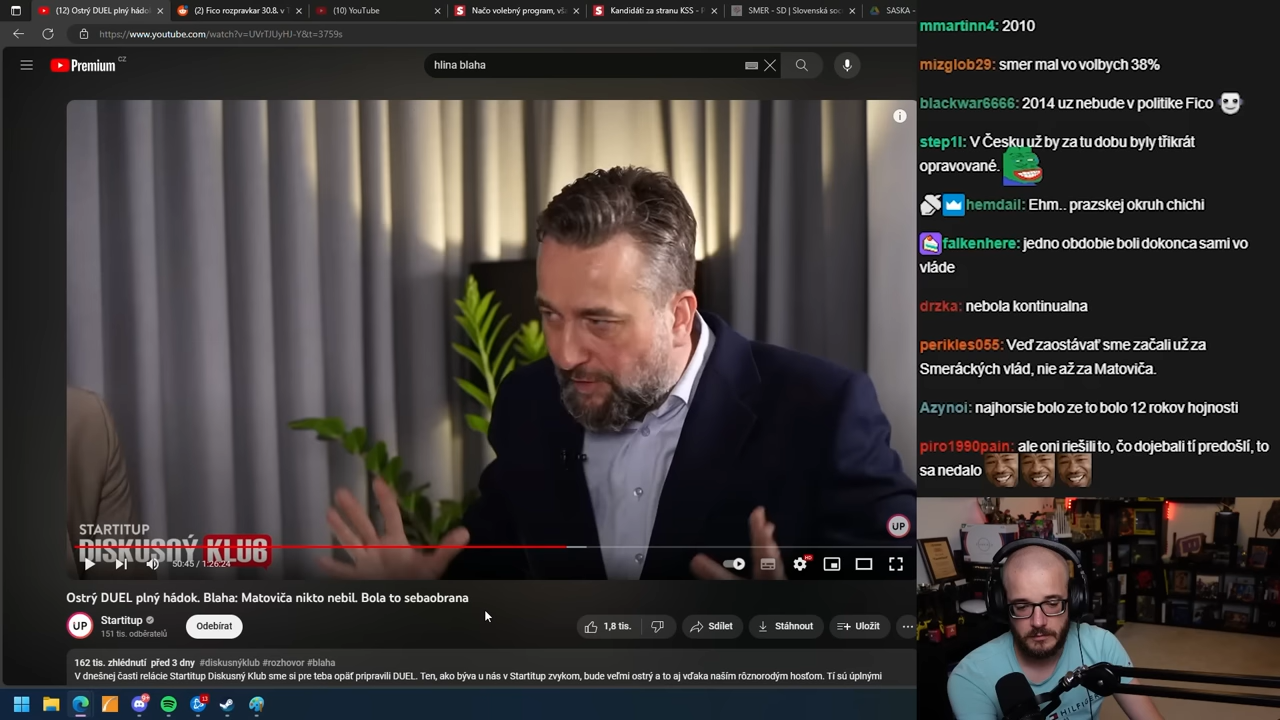 (12) Ostrý DUEL plný hádok
(2) Fico rozpravkar 30.8. v T
(10) YouTube
Načo volebný program, vša
Kandidáti za stranu KSS - P
SMER - SD | Slovenská soc
SASKA -
https://www.youtube.com/watch?v=UVrTJUyHJ-Y&t=3759s
Premium CZ
hlina blaha
STARTITUP
DISKUSNÝ KLUB
UP
50:45 / 1:26:24
HD
Ostrý DUEL plný hádok. Blaha: Matoviča nikto nebil. Bola to sebaobrana
UP
Startitup
151 tis. odběratelů
Odebírat
1,8 tis.
Sdílet
Stáhnout
Uložit
162 tis. zhlédnutí před 3 dny #diskusnýklub #rozhovor #blaha
V dnešnej časti relácie Startitup Diskusný Klub sme si pre teba opäť pripravili DUEL. Ten, ako býva u nás v Startitup zvykom, bude veľmi ostrý a to aj vďaka naším rôznorodým hosťom. Tí sú úplnými
mmartinn4: 2010
mizglob29: smer mal vo volbych 38%
blackwar6666: 2014 uz nebude v politike Fico
step1l: V Česku už by za tu dobu byly třikrát
opravované.
hemdail: Ehm.. prazskej okruh chichi
falkenhere: jedno obdobie boli dokonca sami vo
vláde
drzka: nebola kontinualna
perikles055: Veď zaostávať sme začali už za
Smeráckých vlád, nie až za Matoviča.
Azynoi: najhorsie bolo ze to bolo 12 rokov hojnosti
piro1990pain: ale oni riešili to, čo dojebali tí predošlí, to
sa nedalo